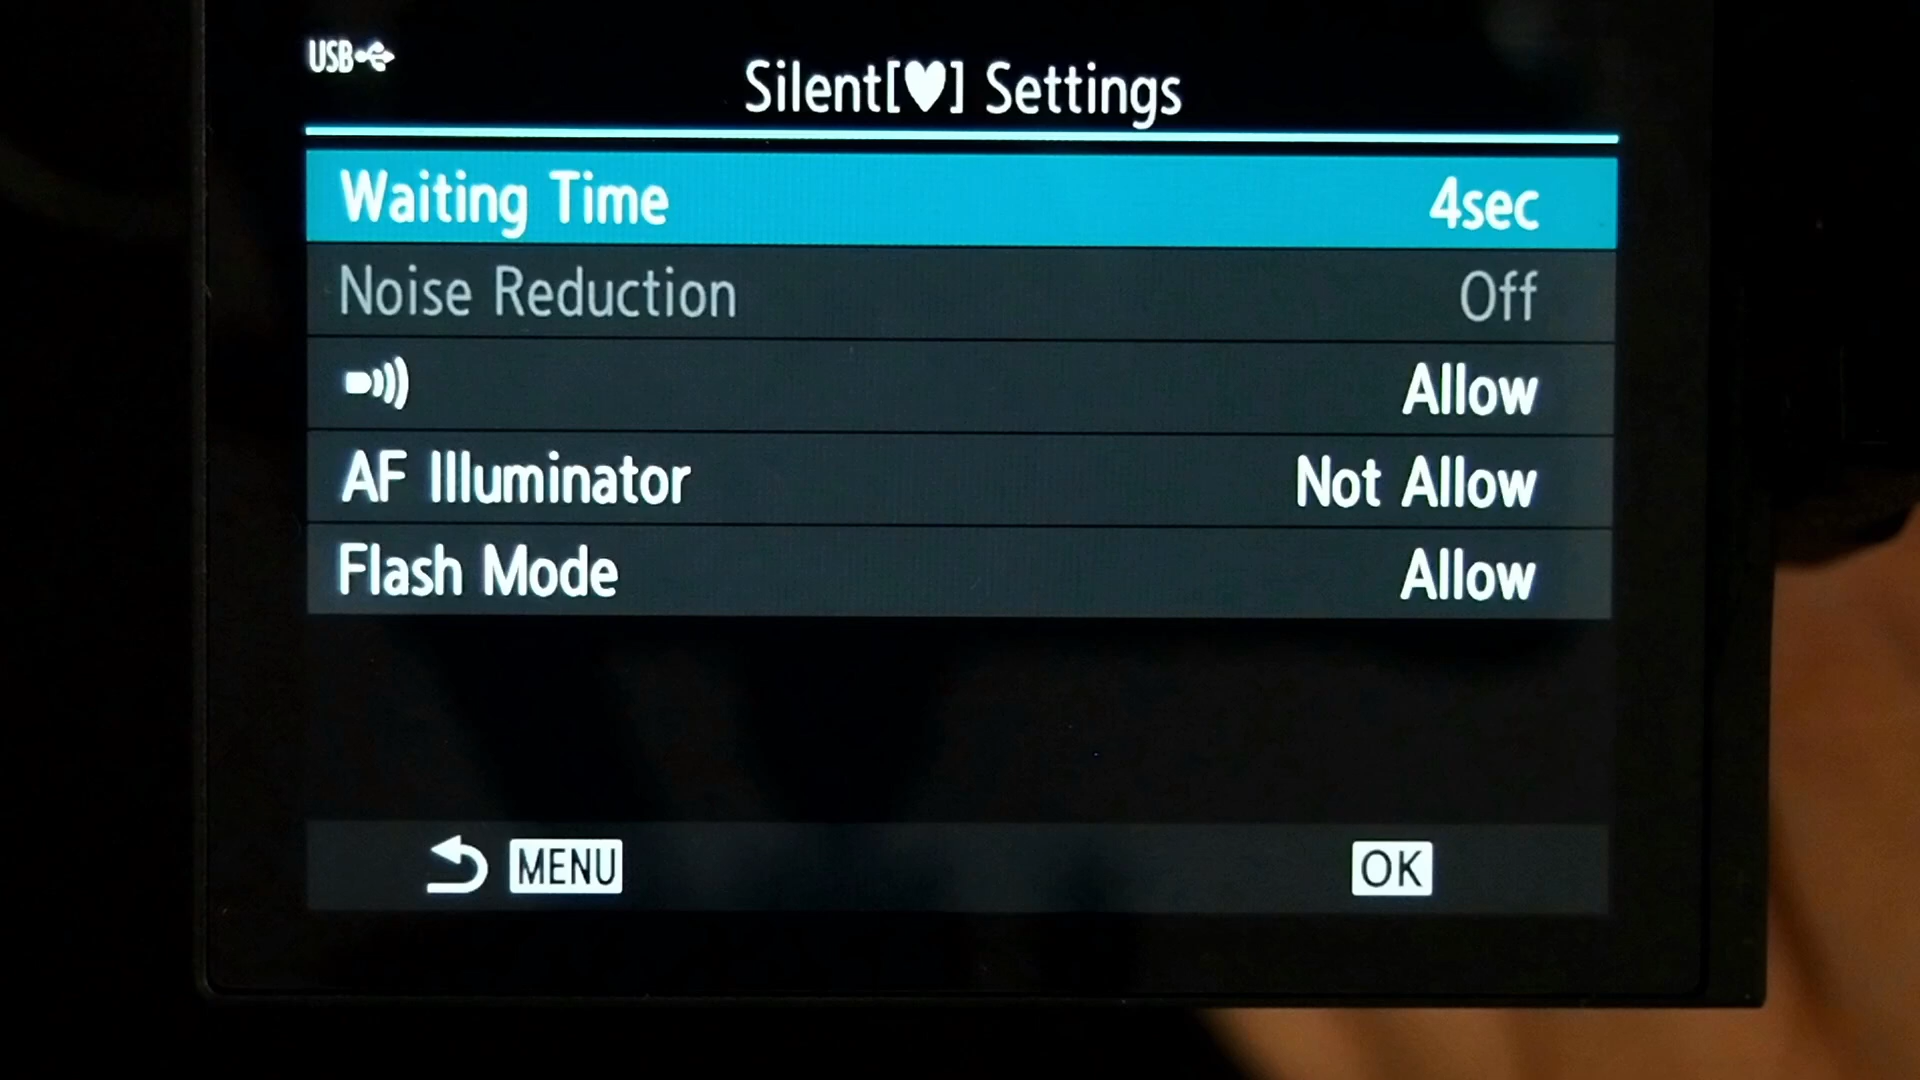 USB
Silent[♥] Settings
Waiting Time 4sec
Noise Reduction Off
Allow
AF Illuminator Not Allow
Flash Mode Allow
MENU OK